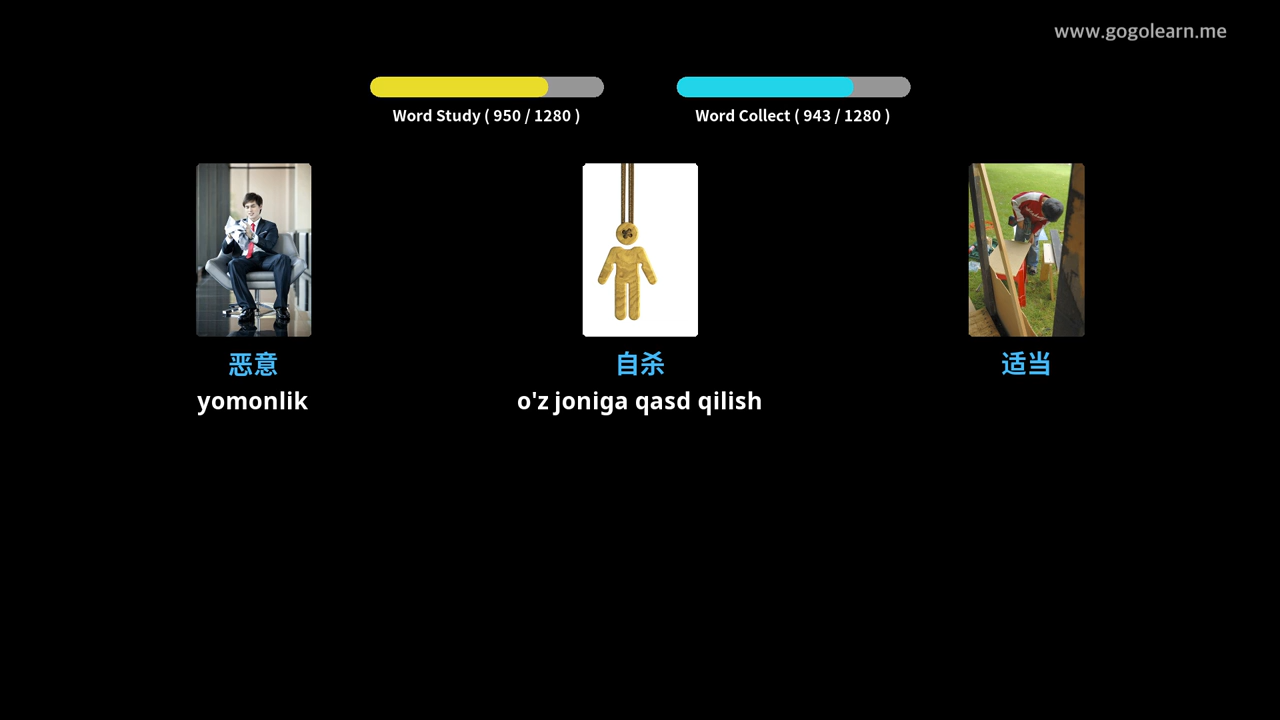 www.gogolearn.me
Word Study ( 950 / 1280 )
Word Collect ( 943 / 1280 )
恶意
自杀
适当
yomonlik
o'z joniga qasd qilish